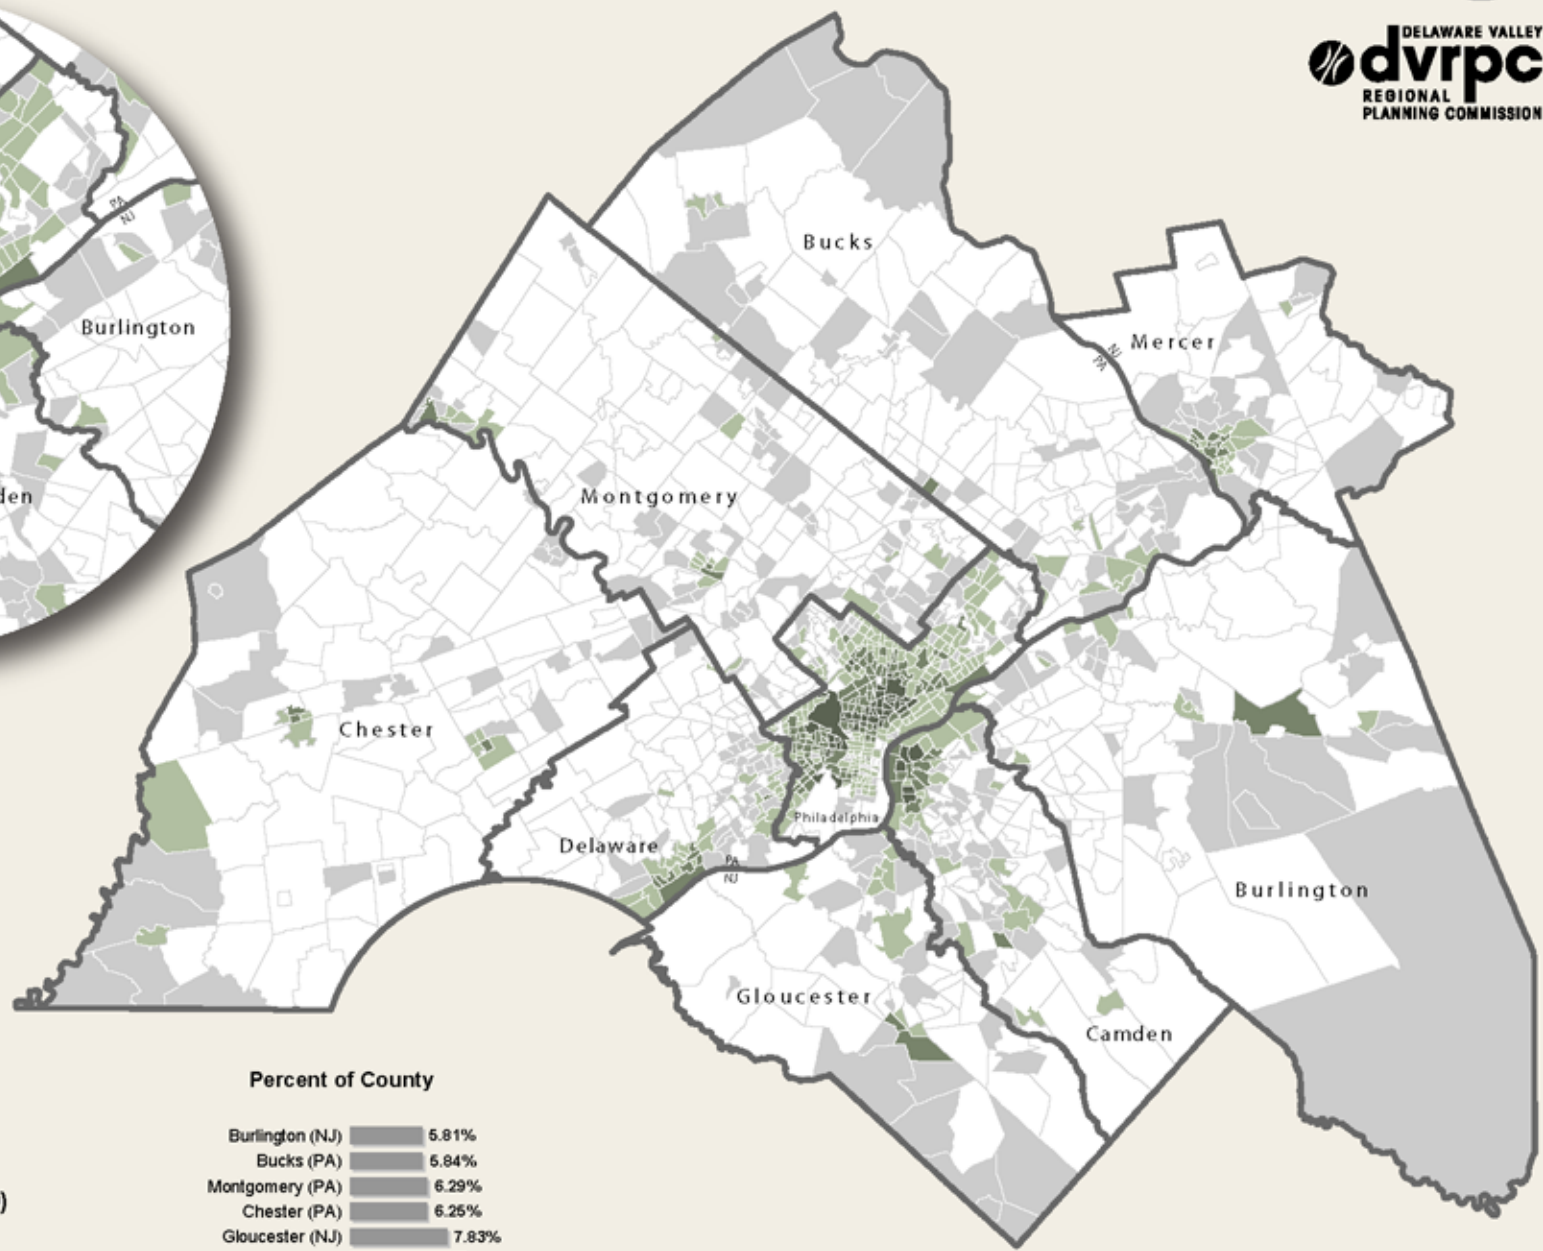 DELAWARE VALLEY
dvrpc
REGIONAL
PLANNING COMMISSION
PA
NJ
Burlington
den
Bucks
Mercer
NJ
PA
Montgomery
Chester
Philadelphia
Delaware
PA
NJ
Burlington
Gloucester
Camden
Percent of County
Burlington (NJ) 5.81%
Bucks (PA) 5.84%
Montgomery (PA) 6.29%
Chester (PA) 6.25%
Gloucester (NJ) 7.83%
)